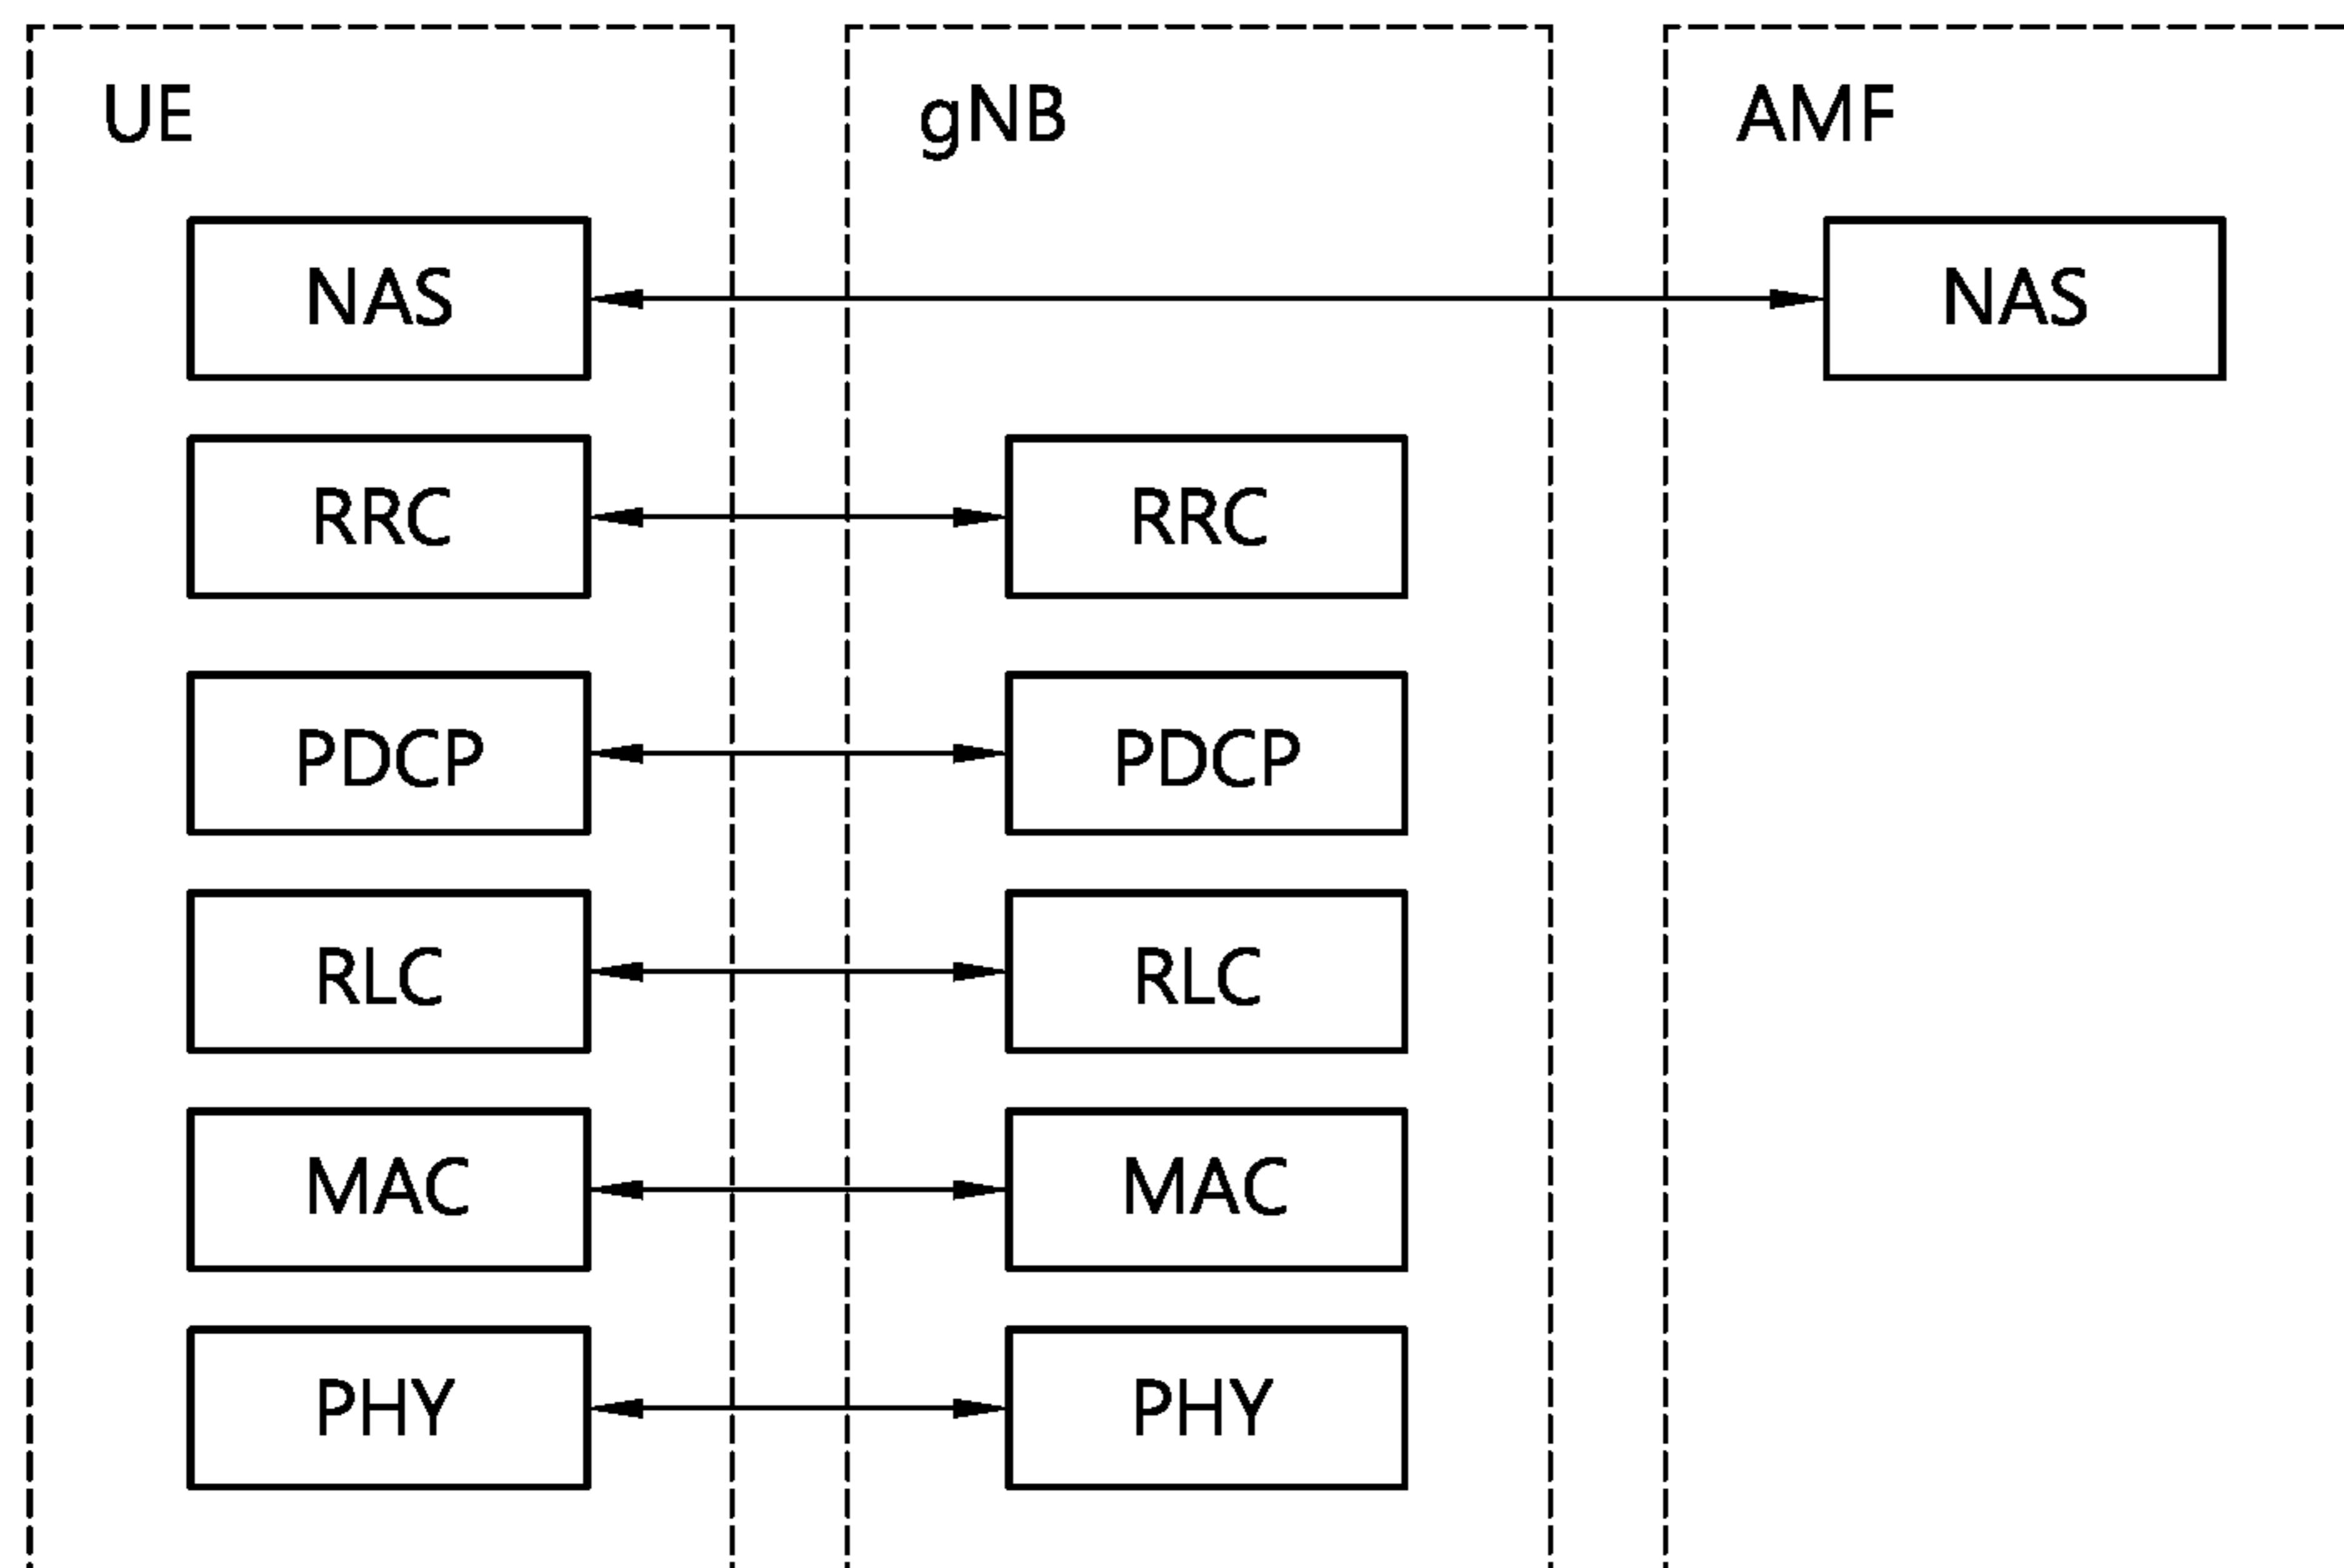 UE gNB AMF
NAS NAS
RRC RRC
PDCP PDCP
RLC RLC
MAC MAC
PHY PHY